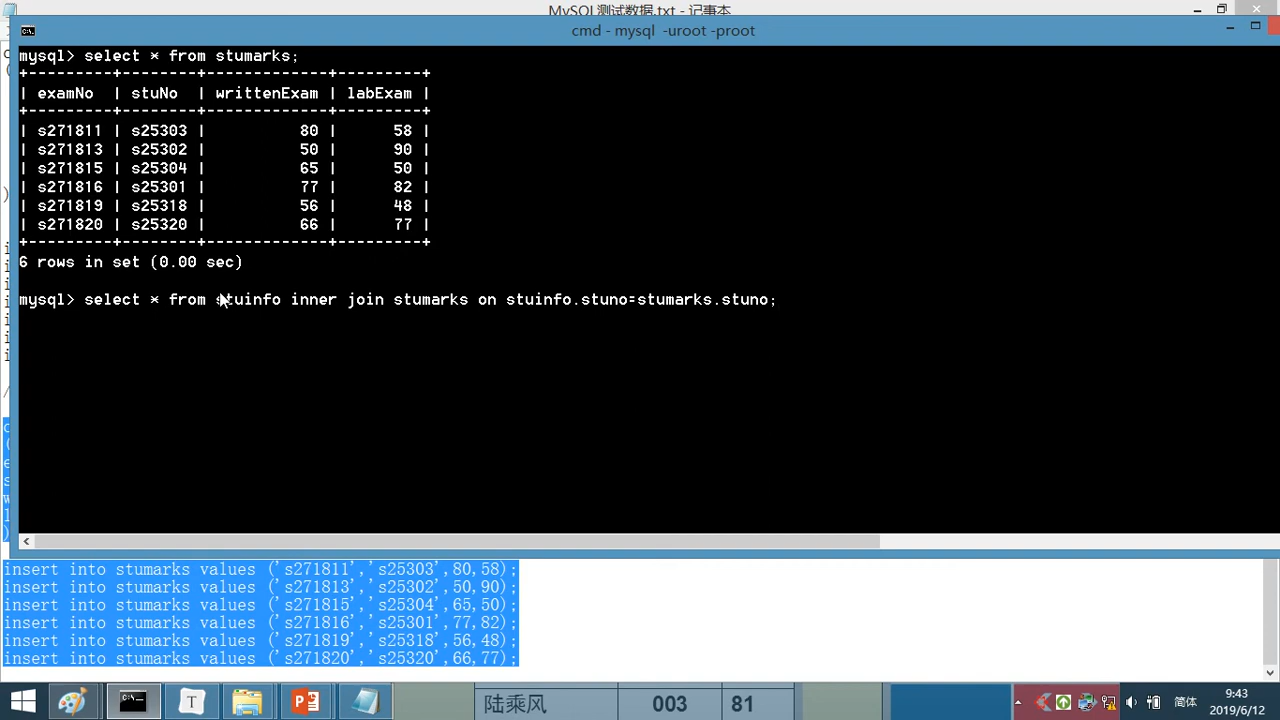 MySQL测试数据.txt - 记事本
cmd - mysql  -uroot -proot
mysql> select * from stumarks;
+---------+--------+-------------+---------+
| examNo  | stuNo  | writtenExam | labExam |
+---------+--------+-------------+---------+
| s271811 | s25303 |          80 |      58 |
| s271813 | s25302 |          50 |      90 |
| s271815 | s25304 |          65 |      50 |
| s271816 | s25301 |          77 |      82 |
| s271819 | s25318 |          56 |      48 |
| s271820 | s25320 |          66 |      77 |
+---------+--------+-------------+---------+
6 rows in set (0.00 sec)
mysql> select * from stuinfo inner join stumarks on stuinfo.stuno=stumarks.stuno;
insert into stumarks values ('s271811','s25303',80,58);
insert into stumarks values ('s271813','s25302',50,90);
insert into stumarks values ('s271815','s25304',65,50);
insert into stumarks values ('s271816','s25301',77,82);
insert into stumarks values ('s271819','s25318',56,48);
insert into stumarks values ('s271820','s25320',66,77);
陆乘风 003 81
简体
9:43
2019/6/12